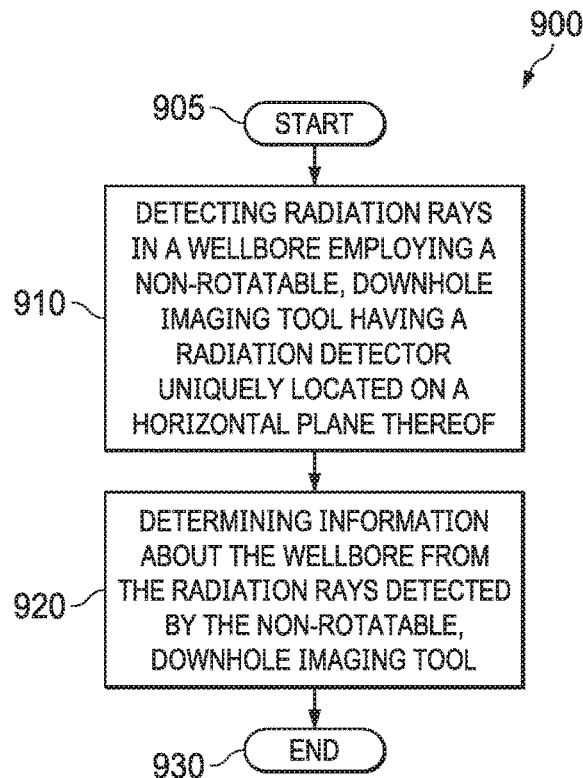 900
905
START
910
DETECTING RADIATION RAYS
IN A WELLBORE EMPLOYING A
NON-ROTATABLE, DOWNHOLE
IMAGING TOOL HAVING A
RADIATION DETECTOR
UNIQUELY LOCATED ON A
HORIZONTAL PLANE THEREOF
920
DETERMINING INFORMATION
ABOUT THE WELLBORE FROM
THE RADIATION RAYS DETECTED
BY THE NON-ROTATABLE,
DOWNHOLE IMAGING TOOL
930
END